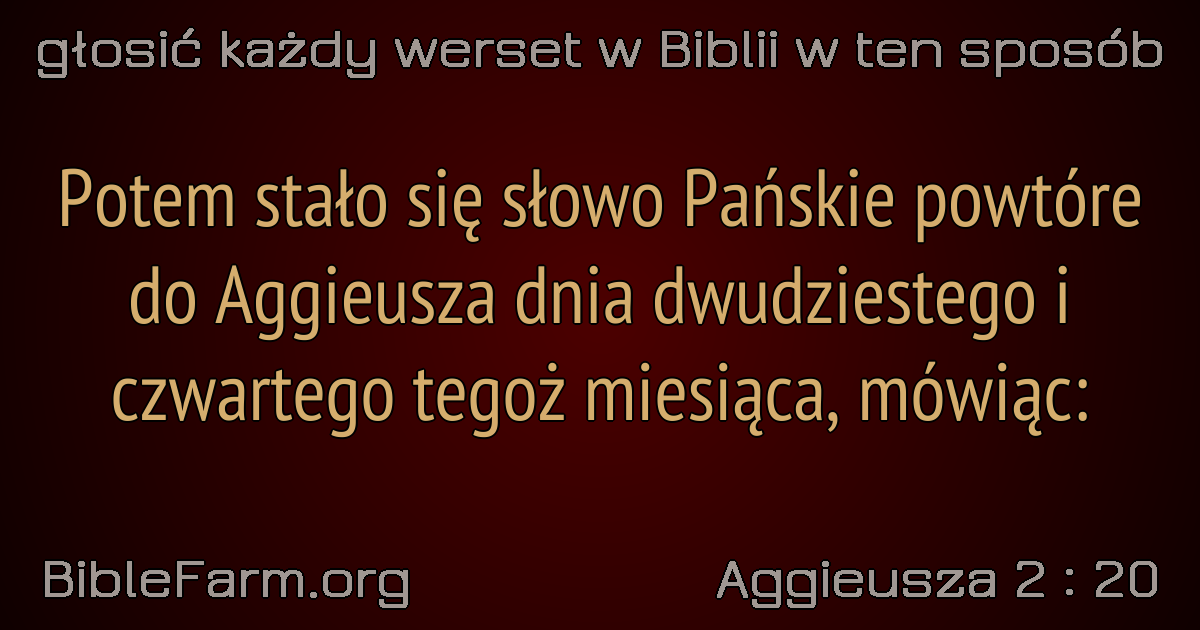 głosić każdy werset w Biblii w ten sposób
Potem stało się słowo Pańskie powtóre
do Aggieusza dnia dwudziestego i
czwartego tegoż miesiąca, mówiąc:
BibleFarm.org
Aggieusza 2 : 20